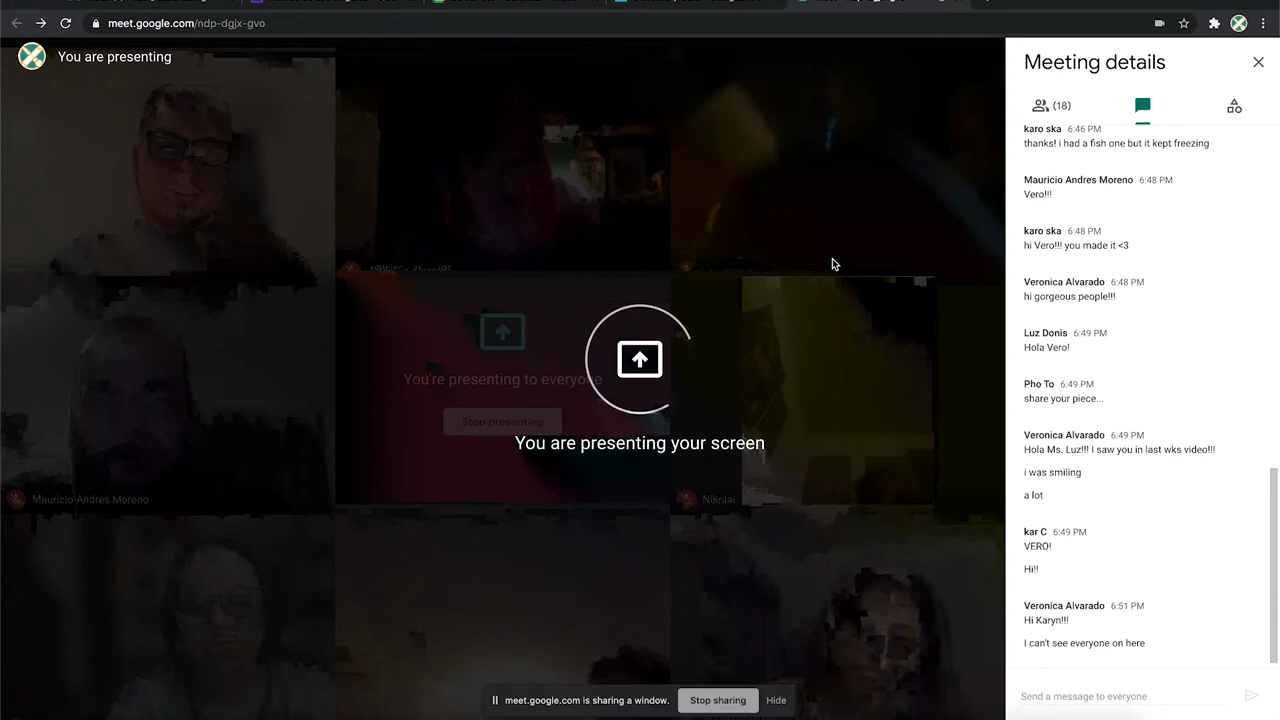 meet.google.com/ndp-dgjx-gvo
You are presenting
You're presenting to everyone
Stop presenting
You are presenting your screen
Mauricio Andres Moreno
Nikolai
meet.google.com is sharing a window.
Stop sharing
Hide
Meeting details
(18)
karo ska 6:46 PM
thanks! i had a fish one but it kept freezing
Mauricio Andres Moreno 6:48 PM
Vero!!!
karo ska 6:48 PM
hi Vero!!! you made it <3
Veronica Alvarado 6:48 PM
hi gorgeous people!!!
Luz Donis 6:49 PM
Hola Vero!
Pho To 6:49 PM
share your piece...
Veronica Alvarado 6:49 PM
Hola Ms. Luz!!! I saw you in last wks video!!!
i was smiling
a lot
kar C 6:49 PM
VERO!
Hi!!
Veronica Alvarado 6:51 PM
Hi Karyn!!!
I can't see everyone on here
Send a message to everyone